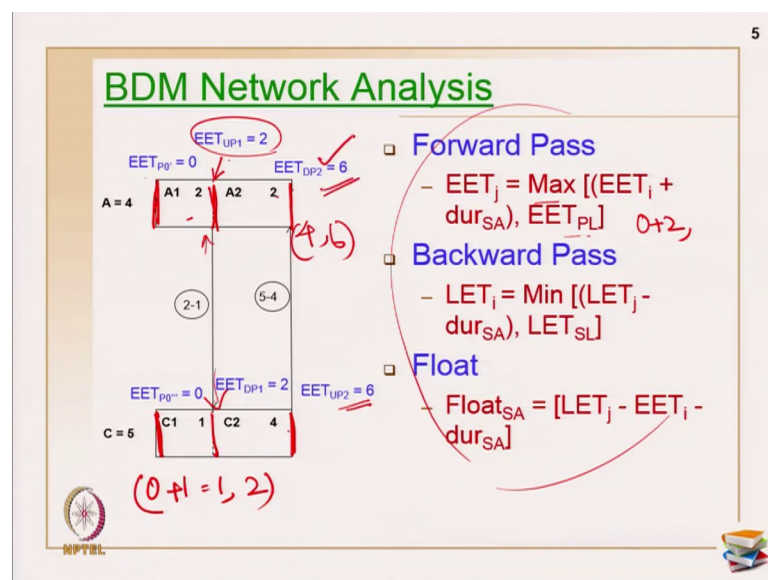 5
BDM Network Analysis
EET_UP1 = 2
EET_P0' = 0
EET_DP2 = 6
A = 4
A1 2 A2 2
(4,6)
2-1
5-4
EET_P0''' = 0 EET_DP1 = 2 EET_UP2 = 6
C = 5
C1 1 C2 4
(0+1=1, 2)
Forward Pass
– EET_j = Max [(EET_i +
dur_SA), EET_PL]
0+2,
Backward Pass
– LET_i = Min [(LET_j -
dur_SA), LET_SL]
Float
– Float_SA = [LET_j - EET_i -
dur_SA]
NPTEL